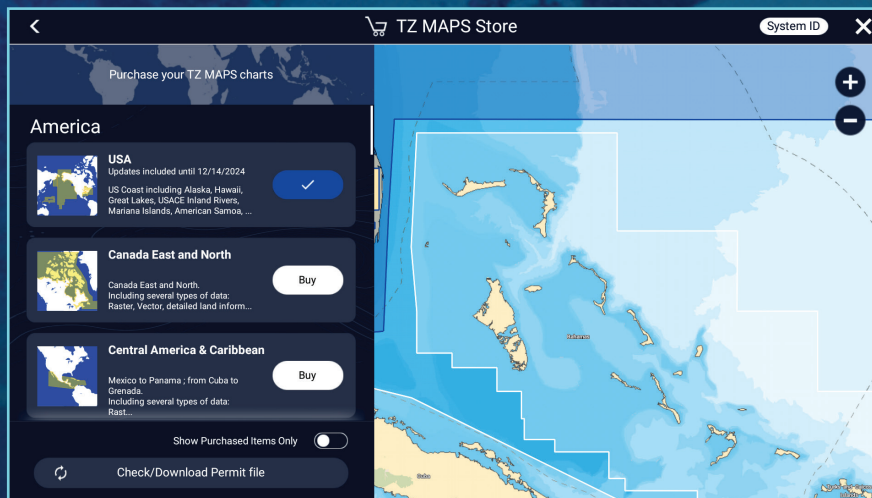 TZ MAPS Store
System ID
Purchase your TZ MAPS charts
America
USA
Updates included until 12/14/2024
US Coast including Alaska, Hawaii,
Great Lakes, USACE Inland Rivers,
Mariana Islands, American Samoa, ...
Canada East and North
Canada East and North.
Including several types of data:
Raster, Vector, detailed land inform...
Buy
Central America & Caribbean
Mexico to Panama ; from Cuba to
Grenada.
Including several types of data:
Rast...
Buy
Show Purchased Items Only
Check/Download Permit file
Bahamas
Cuba